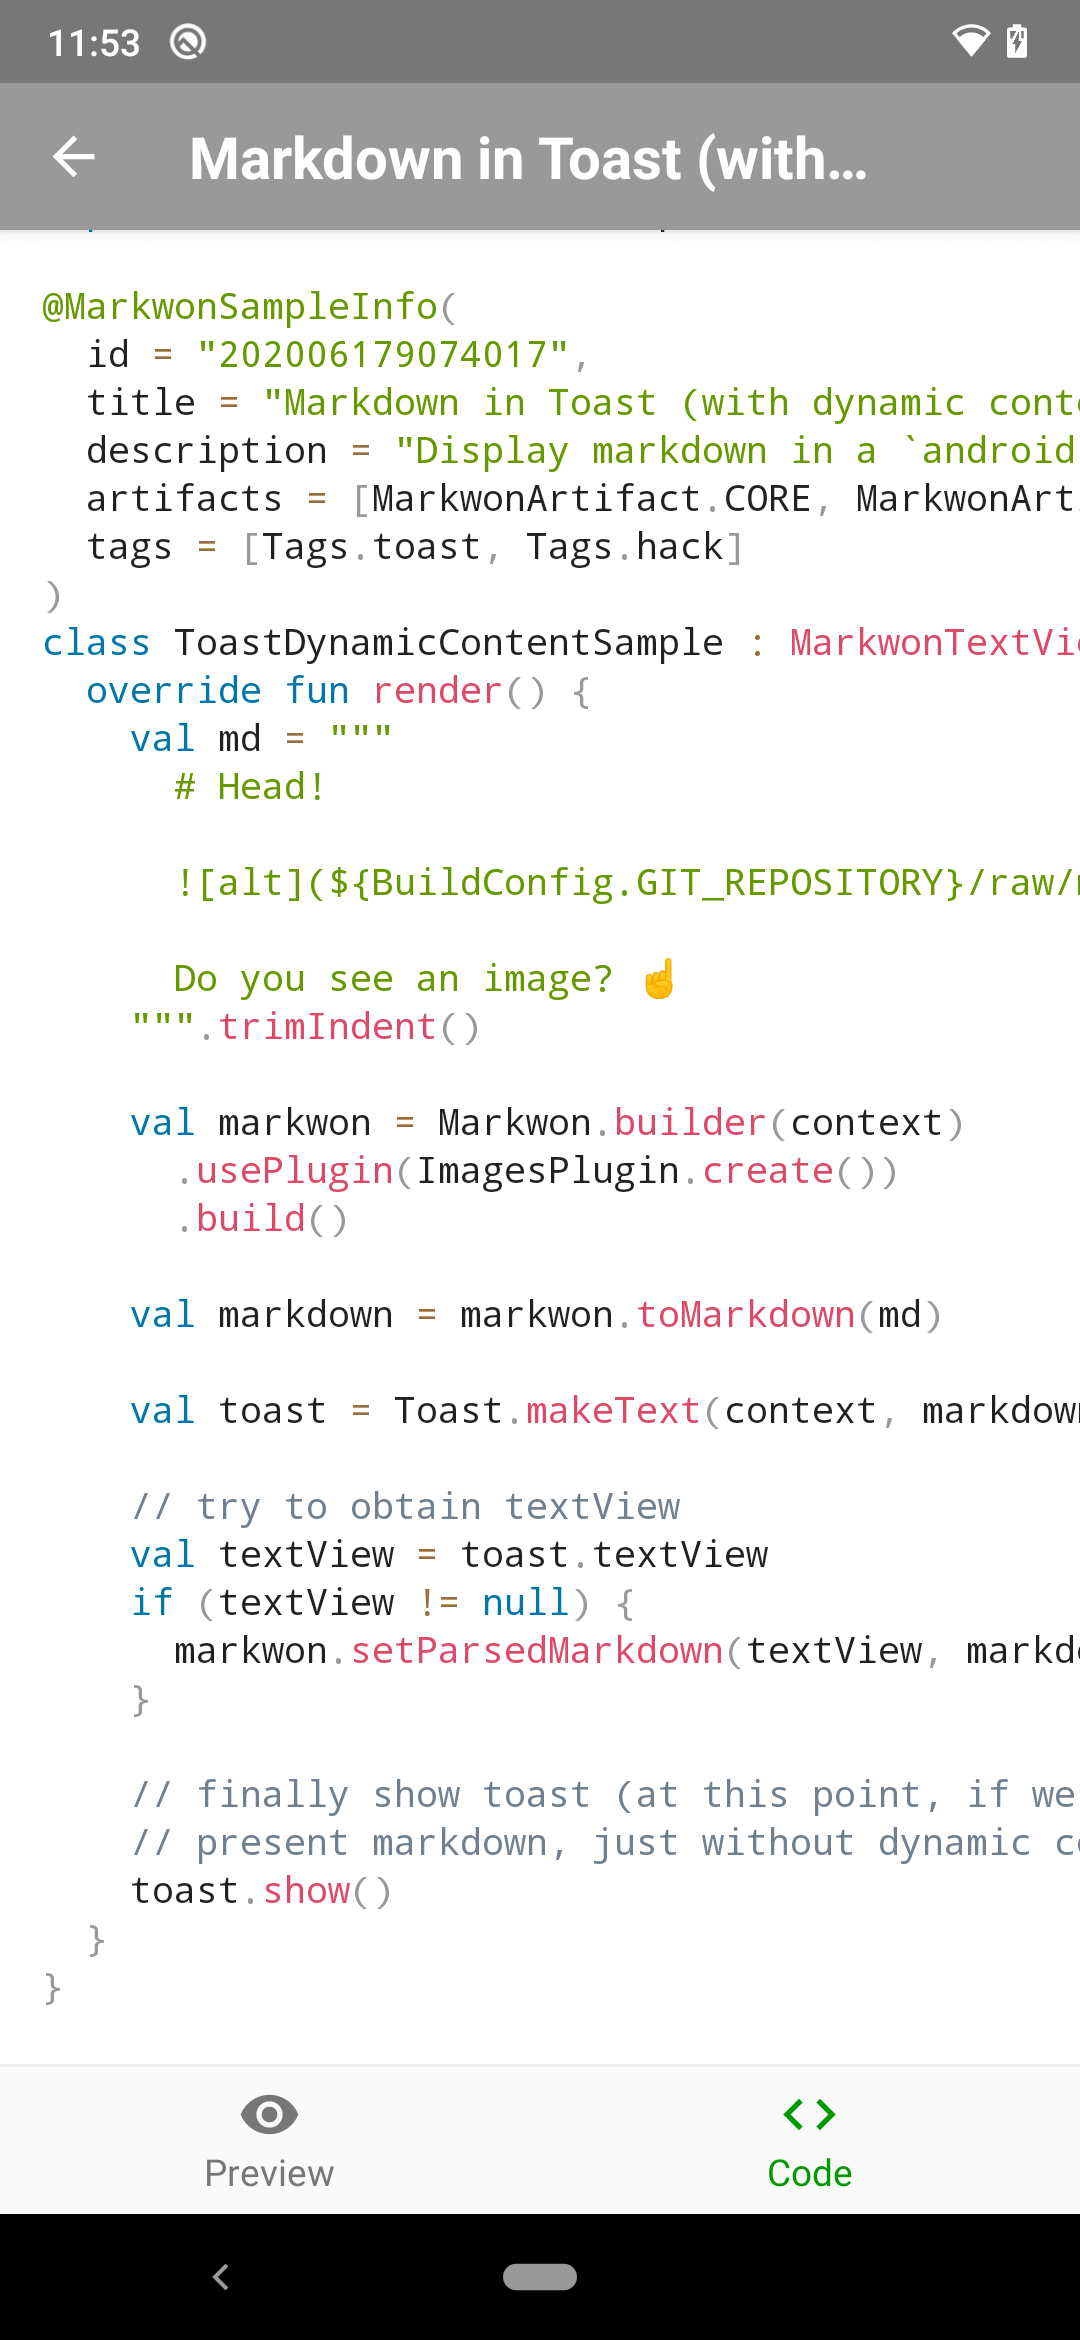 11:53
Markdown in Toast (with...
@MarkwonSampleInfo(
  id = "202006179074017",
  title = "Markdown in Toast (with dynamic cont
  description = "Display markdown in a `android
  artifacts = [MarkwonArtifact.CORE, MarkwonArt
  tags = [Tags.toast, Tags.hack]
)
class ToastDynamicContentSample : MarkwonTextVi
  override fun render() {
    val md = """
      # Head!
      ![alt](${BuildConfig.GIT_REPOSITORY}/raw/
      Do you see an image? ☝️
    """.trimIndent()
    val markwon = Markwon.builder(context)
      .usePlugin(ImagesPlugin.create())
      .build()
    val markdown = markwon.toMarkdown(md)
    val toast = Toast.makeText(context, markdow
    // try to obtain textView
    val textView = toast.textView
    if (textView != null) {
      markwon.setParsedMarkdown(textView, markd
    }
    // finally show toast (at this point, if we
    // present markdown, just without dynamic c
    toast.show()
  }
}
Preview
Code